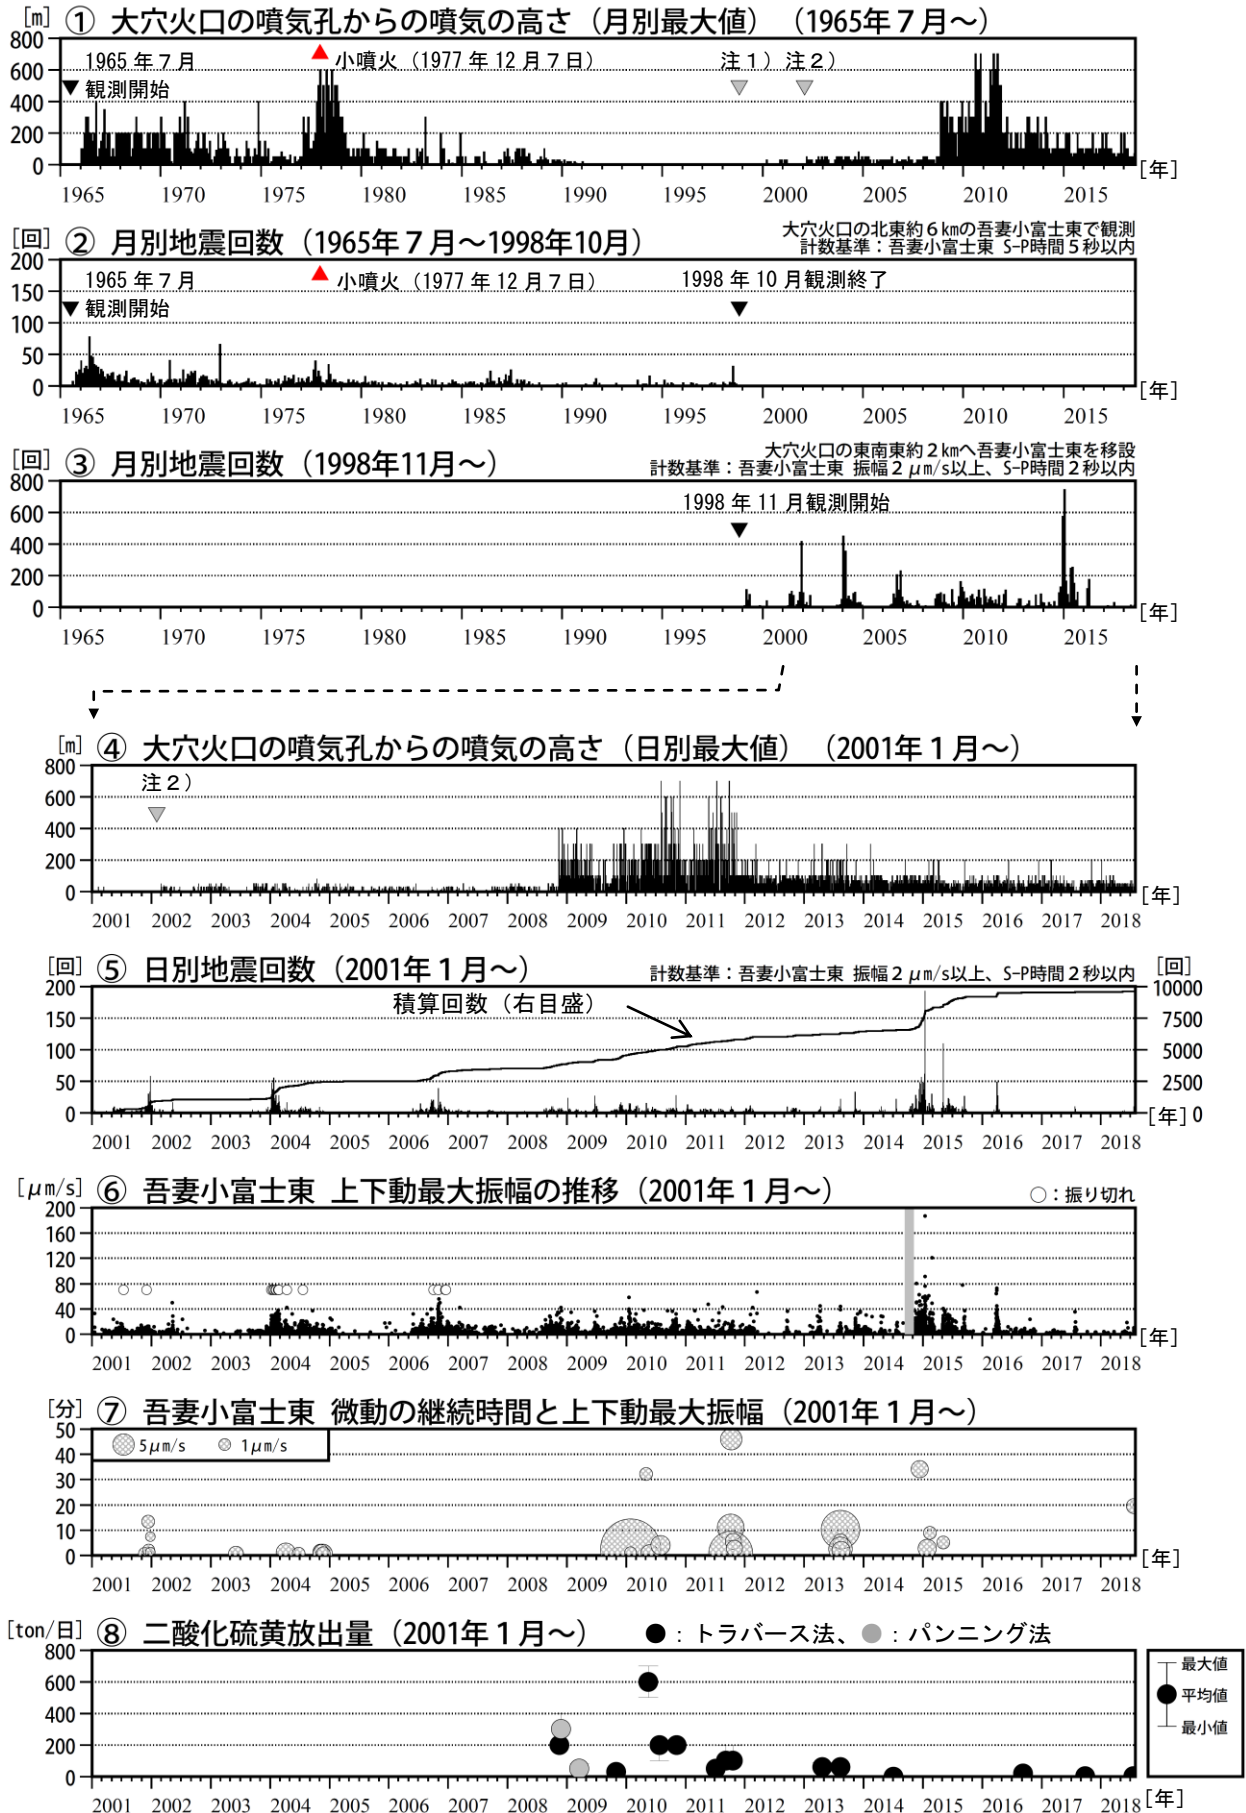 [m] ① 大穴火口の噴気孔からの噴気の高さ（月別最大値）（1965年７月～）
800
600
400
200
0
1965 年 7 月
▼ 観測開始
▲ 小噴火（1977 年 12 月 7 日）
注１）注２）
1965 1970 1975 1980 1985 1990 1995 2000 2005 2010 2015
[年]
[回] ② 月別地震回数（1965年７月～1998年10月）
大穴火口の北東約６kmの吾妻小富士東で観測
計数基準：吾妻小富士東 S-P時間５秒以内
200
150
100
50
0
1965 年 7 月
▼ 観測開始
▲ 小噴火（1977 年 12 月 7 日）
1998 年 10 月観測終了
1965 1970 1975 1980 1985 1990 1995 2000 2005 2010 2015
[年]
[回] ③ 月別地震回数（1998年11月～）
大穴火口の東南東約２kmへ吾妻小富士東を移設
計数基準：吾妻小富士東 振幅２μm/s以上、S-P時間２秒以内
800
600
400
200
0
1998 年 11 月観測開始
1965 1970 1975 1980 1985 1990 1995 2000 2005 2010 2015
[年]
[m] ④ 大穴火口の噴気孔からの噴気の高さ（日別最大値）（2001年１月～）
800
600
400
200
0
注２）
2001 2002 2003 2004 2005 2006 2007 2008 2009 2010 2011 2012 2013 2014 2015 2016 2017 2018
[年]
[回] ⑤ 日別地震回数（2001年１月～）
計数基準：吾妻小富士東 振幅２μm/s以上、S-P時間２秒以内
[回]
200
150
100
50
0
積算回数（右目盛）
10000
7500
5000
2500
[年] 0
2001 2002 2003 2004 2005 2006 2007 2008 2009 2010 2011 2012 2013 2014 2015 2016 2017 2018
[μm/s] ⑥ 吾妻小富士東 上下動最大振幅の推移（2001年１月～）
○：振り切れ
200
160
120
80
40
0
2001 2002 2003 2004 2005 2006 2007 2008 2009 2010 2011 2012 2013 2014 2015 2016 2017 2018
[年]
[分] ⑦ 吾妻小富士東 微動の継続時間と上下動最大振幅（2001年１月～）
50
40
30
20
10
0
5μm/s 1μm/s
2001 2002 2003 2004 2005 2006 2007 2008 2009 2010 2011 2012 2013 2014 2015 2016 2017 2018
[年]
[ton/日] ⑧ 二酸化硫黄放出量（2001年１月～）
●：トラバース法、●：パンニング法
800
600
400
200
0
最大値
平均値
最小値
2001 2002 2003 2004 2005 2006 2007 2008 2009 2010 2011 2012 2013 2014 2015 2016 2017 2018
[年]